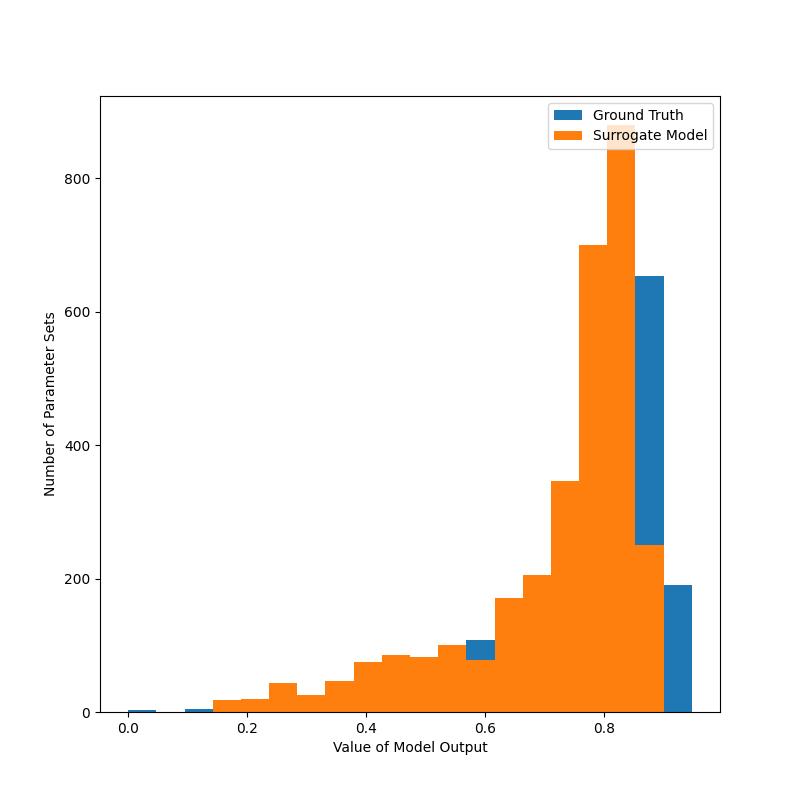 Ground Truth
Surrogate Model
800
600
400
200
0
Number of Parameter Sets
0.0 0.2 0.4 0.6 0.8
Value of Model Output